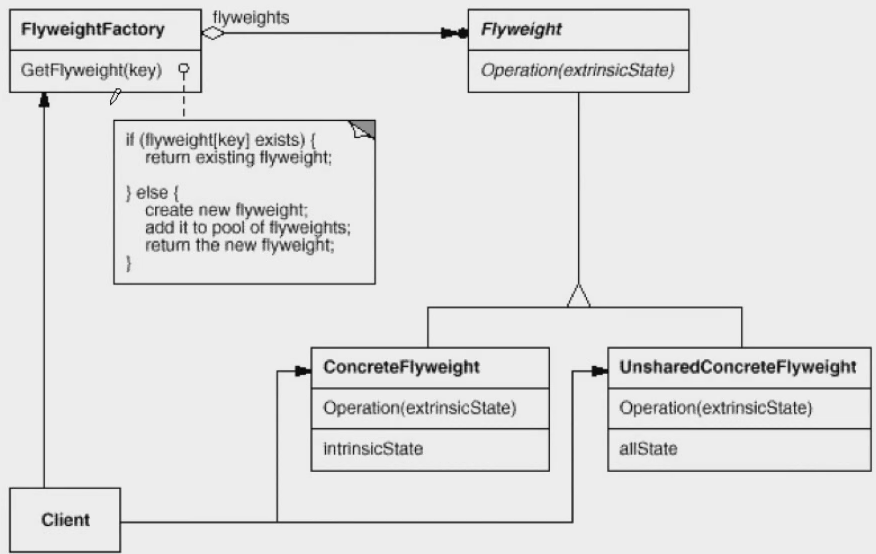 flyweights
FlyweightFactory
GetFlyweight(key)
Flyweight
Operation(extrinsicState)
if (flyweight[key] exists) {
return existing flyweight;
} else {
create new flyweight;
add it to pool of flyweights;
return the new flyweight;
}
ConcreteFlyweight
Operation(extrinsicState)
intrinsicState
UnsharedConcreteFlyweight
Operation(extrinsicState)
allState
Client